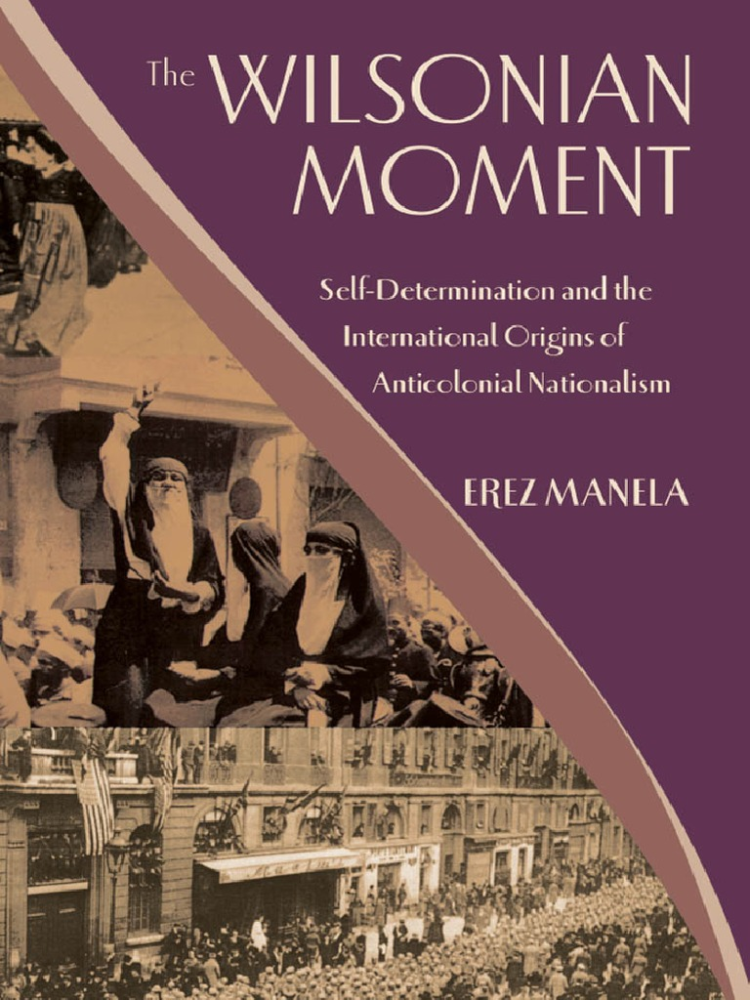 The WILSONIAN
MOMENT
Self-Determination and the
International Origins of
Anticolonial Nationalism
EREZ MANELA